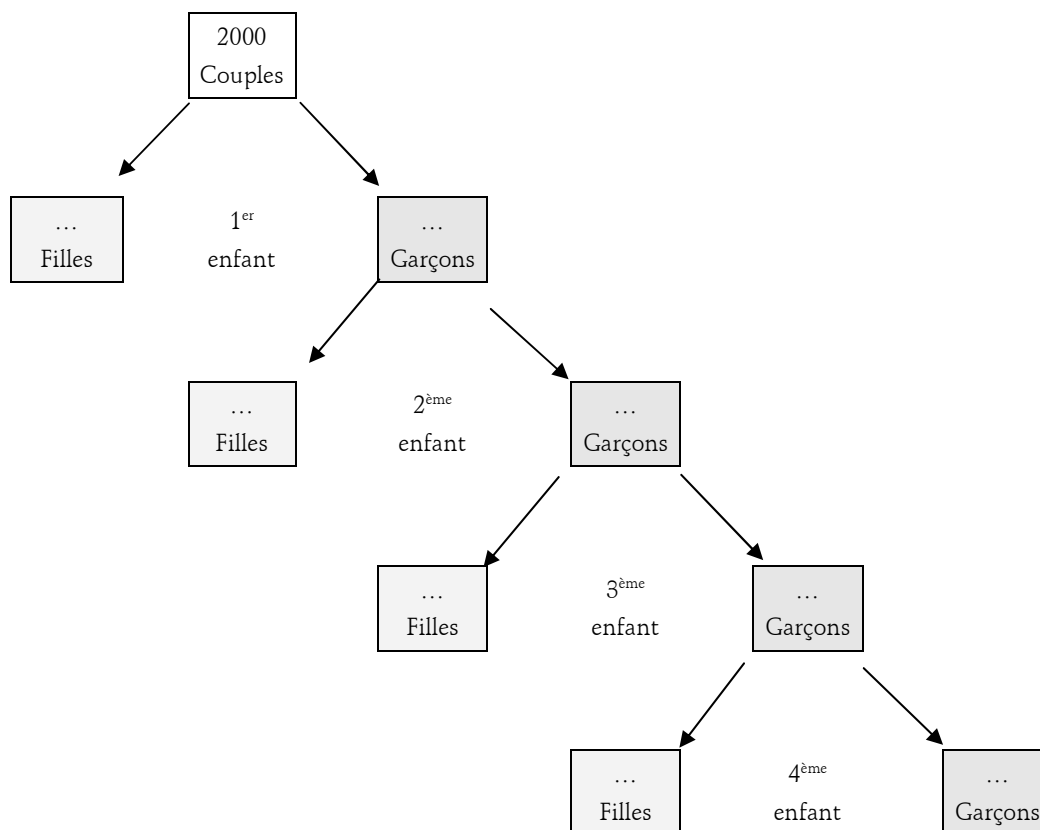 2000
Couples
…
Filles
1er
enfant
…
Garçons
…
Filles
2ème
enfant
…
Garçons
…
Filles
3ème
enfant
…
Garçons
…
Filles
4ème
enfant
…
Garçons